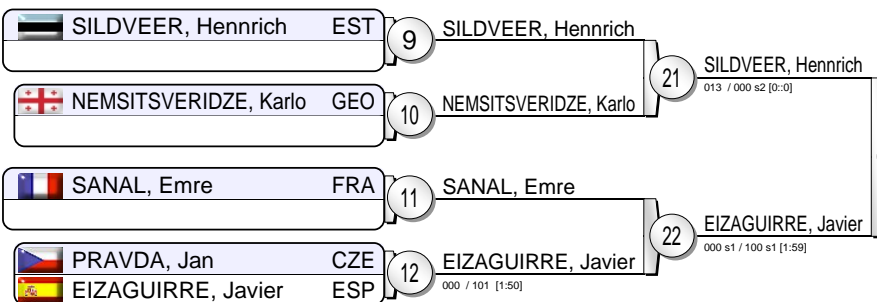 SILDVEER, Hennrich EST
9
SILDVEER, Hennrich
NEMSITSVERIDZE, Karlo GEO
10
NEMSITSVERIDZE, Karlo
21
SILDVEER, Hennrich
013 / 000 s2 [0::0]
SANAL, Emre FRA
11
SANAL, Emre
PRAVDA, Jan CZE
EIZAGUIRRE, Javier ESP
12
EIZAGUIRRE, Javier
000 / 101 [1:50]
22
EIZAGUIRRE, Javier
000 s1 / 100 s1 [1:59]